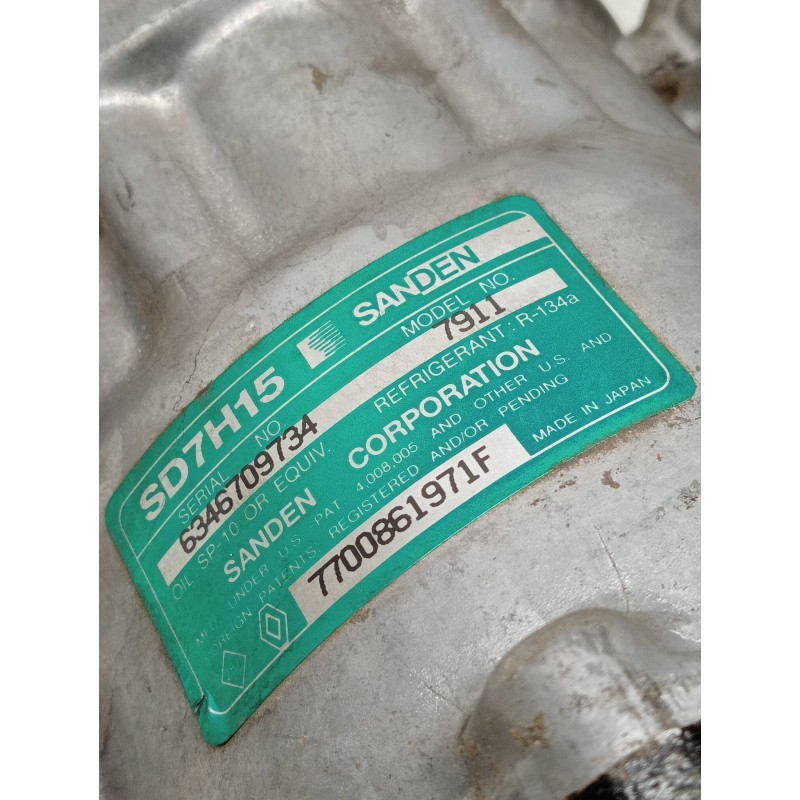 SD7H15 SANDEN
SERIAL NO. MODEL NO.
6346709734 7911
OIL SP-10 OR EQUIV. REFRIGERANT: R-134a
SANDEN CORPORATION
MFD. UNDER U.S. PAT 4.008.005 AND OTHER U.S. AND
FOREIGN PATENTS REGISTERED AND/OR PENDING
7700861971F MADE IN JAPAN